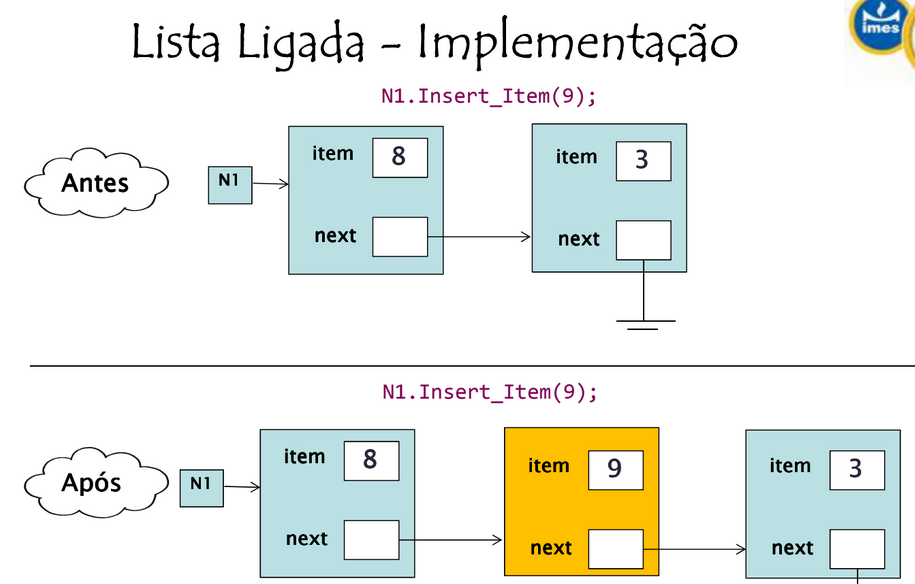 Lista Ligada - Implementação
imes
N1.Insert_Item(9);
Antes
N1
item 8
next
item 3
next
N1.Insert_Item(9);
Após
N1
item 8
next
item 9
next
item 3
next